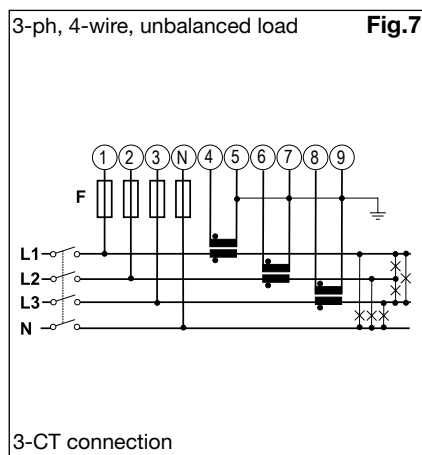 3-ph, 4-wire, unbalanced load Fig.7
1 2 3 N 4 5 6 7 8 9
F
L1
L2
L3
N
3-CT connection